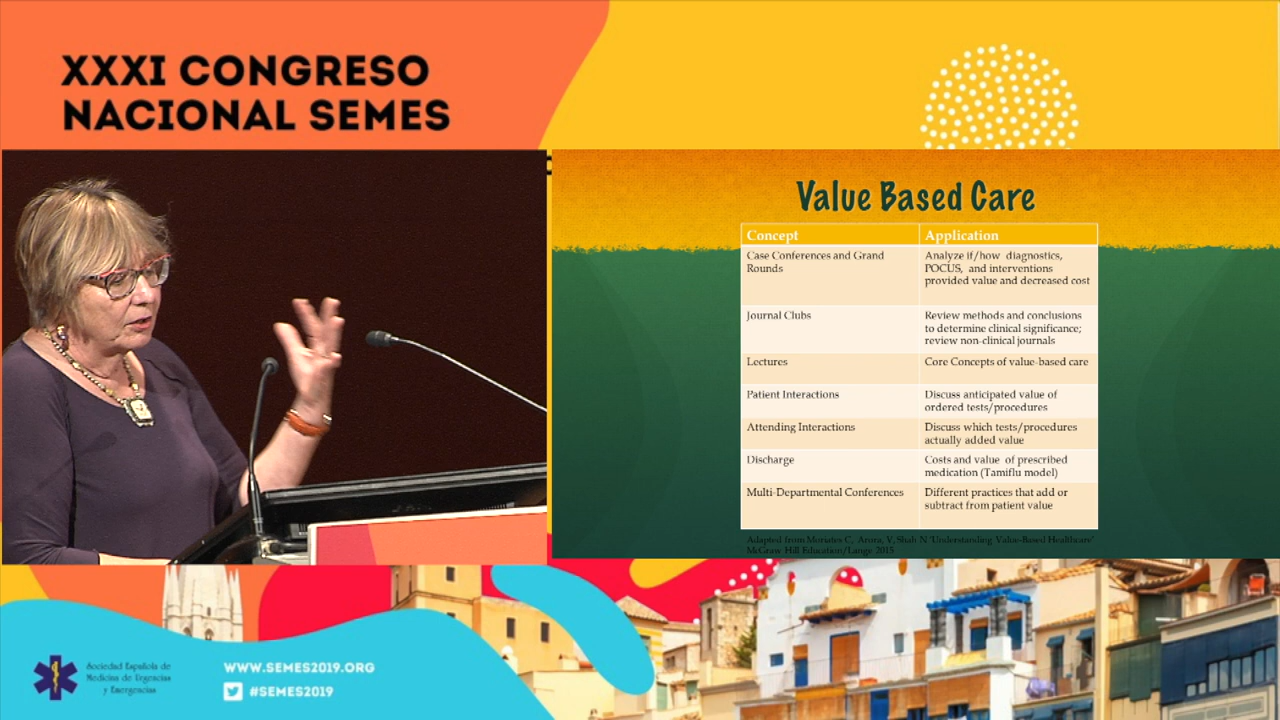 XXXI CONGRESO
NACIONAL SEMES
Value Based Care
Concept
Application
Case Conferences and Grand
Rounds
Analyze if/how diagnostics,
POCUS, and interventions
provided value and decreased cost
Journal Clubs
Review methods and conclusions
to determine clinical significance;
review non-clinical journals
Lectures
Core Concepts of value-based care
Patient Interactions
Discuss anticipated value of
ordered tests/procedures
Attending Interactions
Discuss which tests/procedures
actually added value
Discharge
Costs and value of prescribed
medication (Tamiflu model)
Multi-Departmental Conferences
Different practices that add or
subtract from patient value
Adapted from Moriates C, Arora, V, Shah N "Understanding Value-Based Healthcare"
McGraw Hill Education/Lange 2015
Sociedad Española de
Medicina de Urgencias
y Emergencias
WWW.SEMES2019.ORG
#SEMES2019